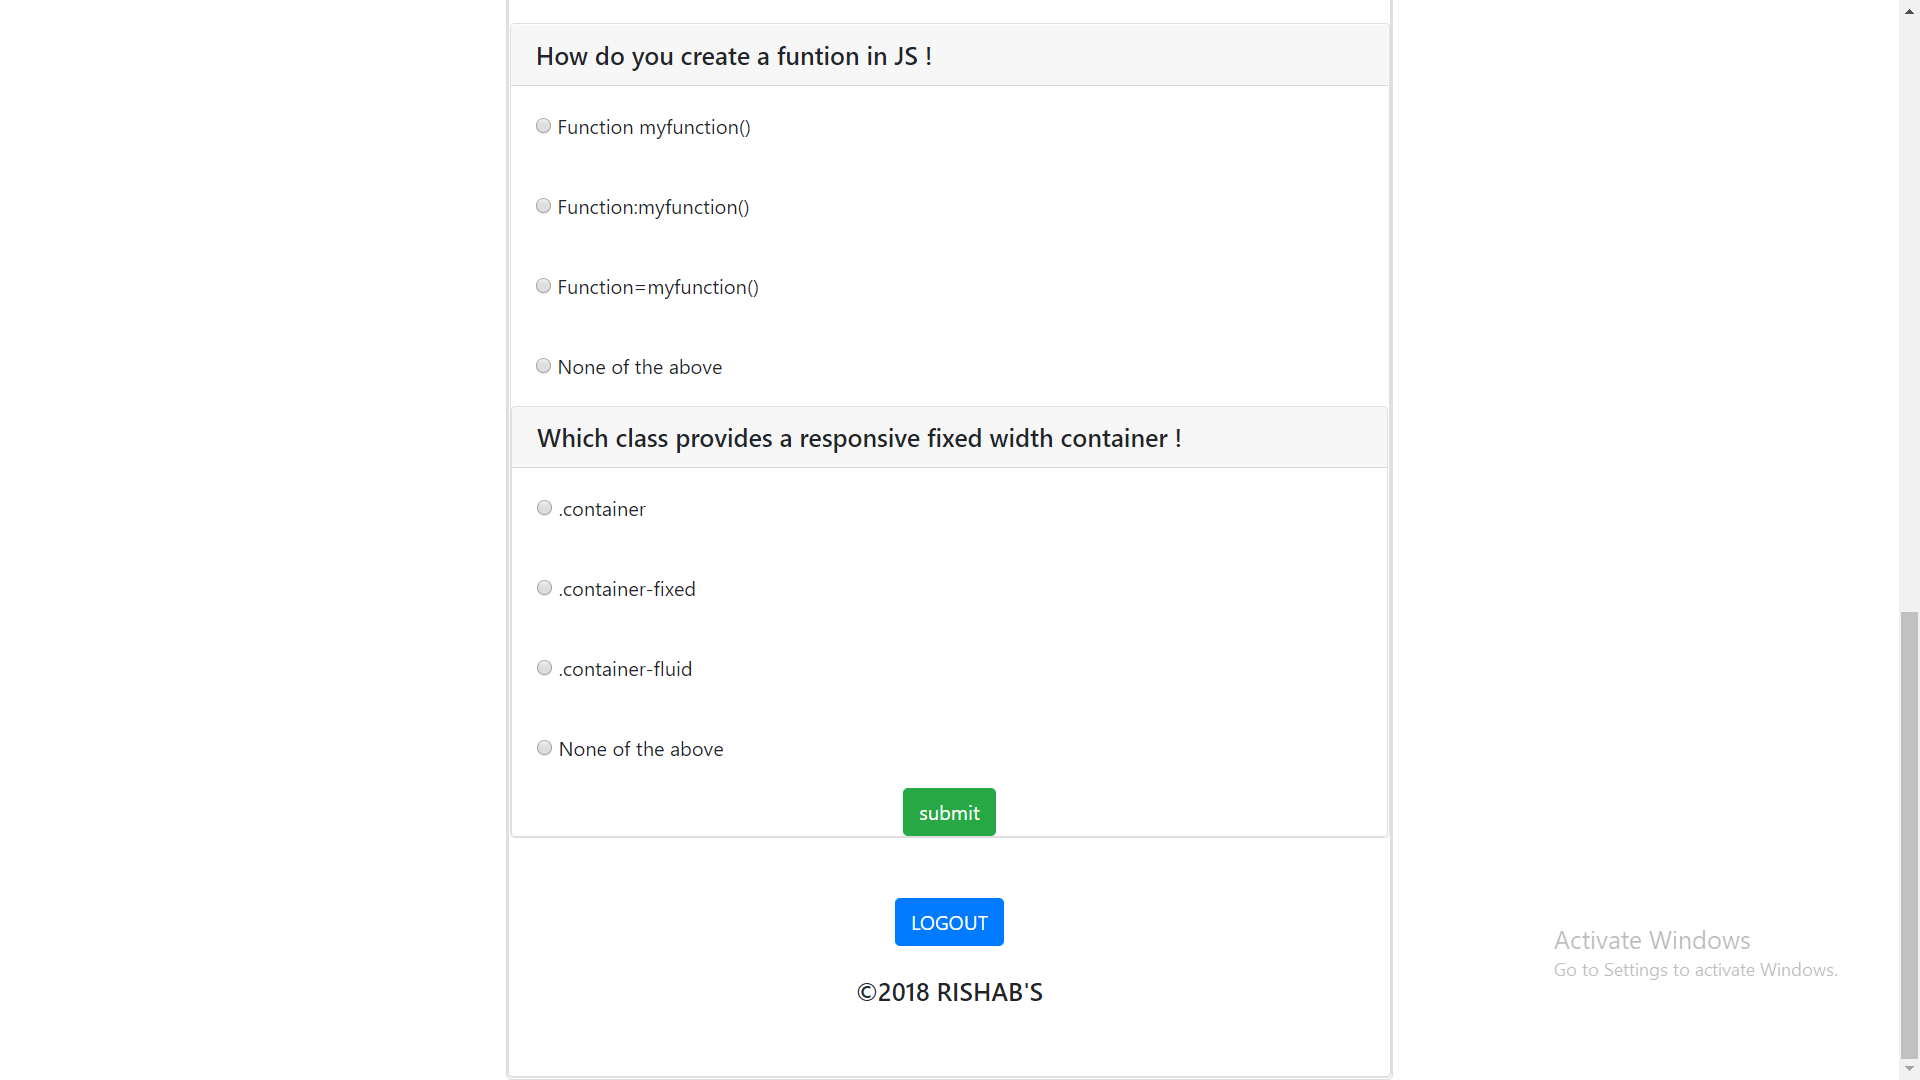 How do you create a funtion in JS !
Function myfunction()
Function:myfunction()
Function=myfunction()
None of the above
Which class provides a responsive fixed width container !
.container
.container-fixed
.container-fluid
None of the above
submit
LOGOUT
©2018 RISHAB'S
Activate Windows
Go to Settings to activate Windows.